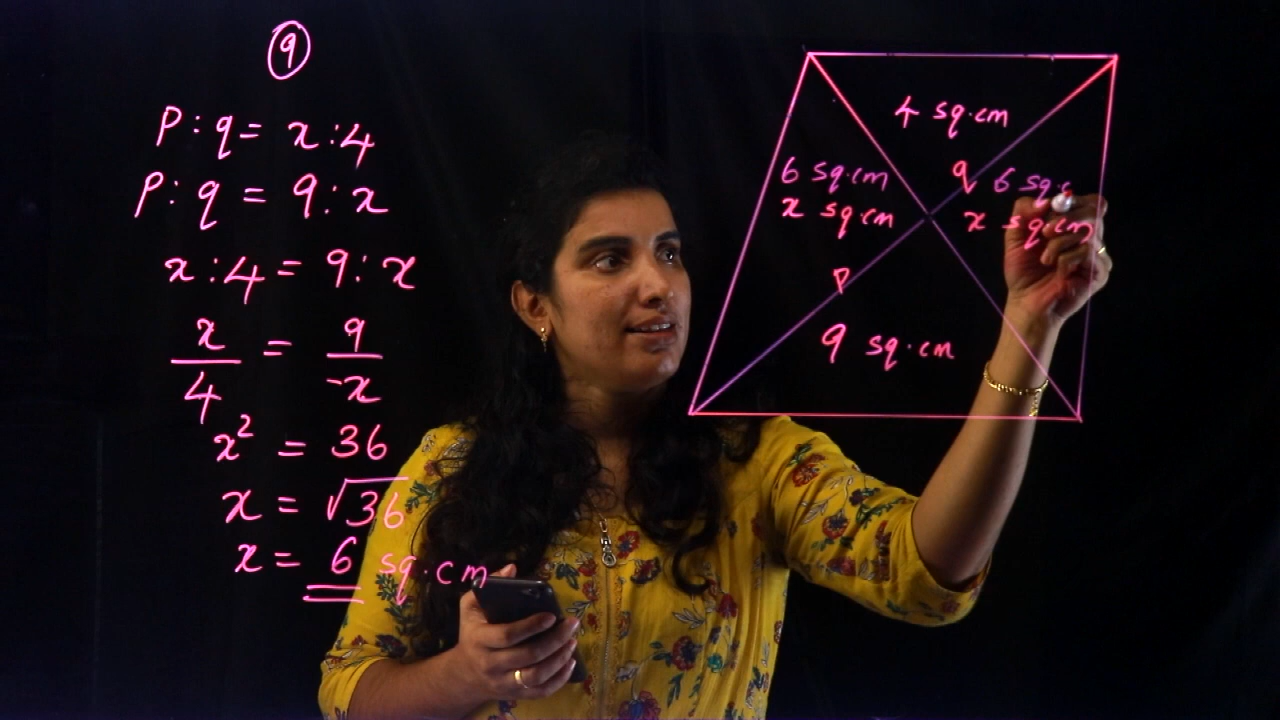 9
P : q = x : 4
P : q = 9 : x
x : 4 = 9 : x
x/4 = 9/x
x² = 36
x = √36
x = 6 sq.cm
4 sq.cm
6 sq.cm
x sq.cm
q
6 sq.c
x sq.cm
P
9 sq.cm